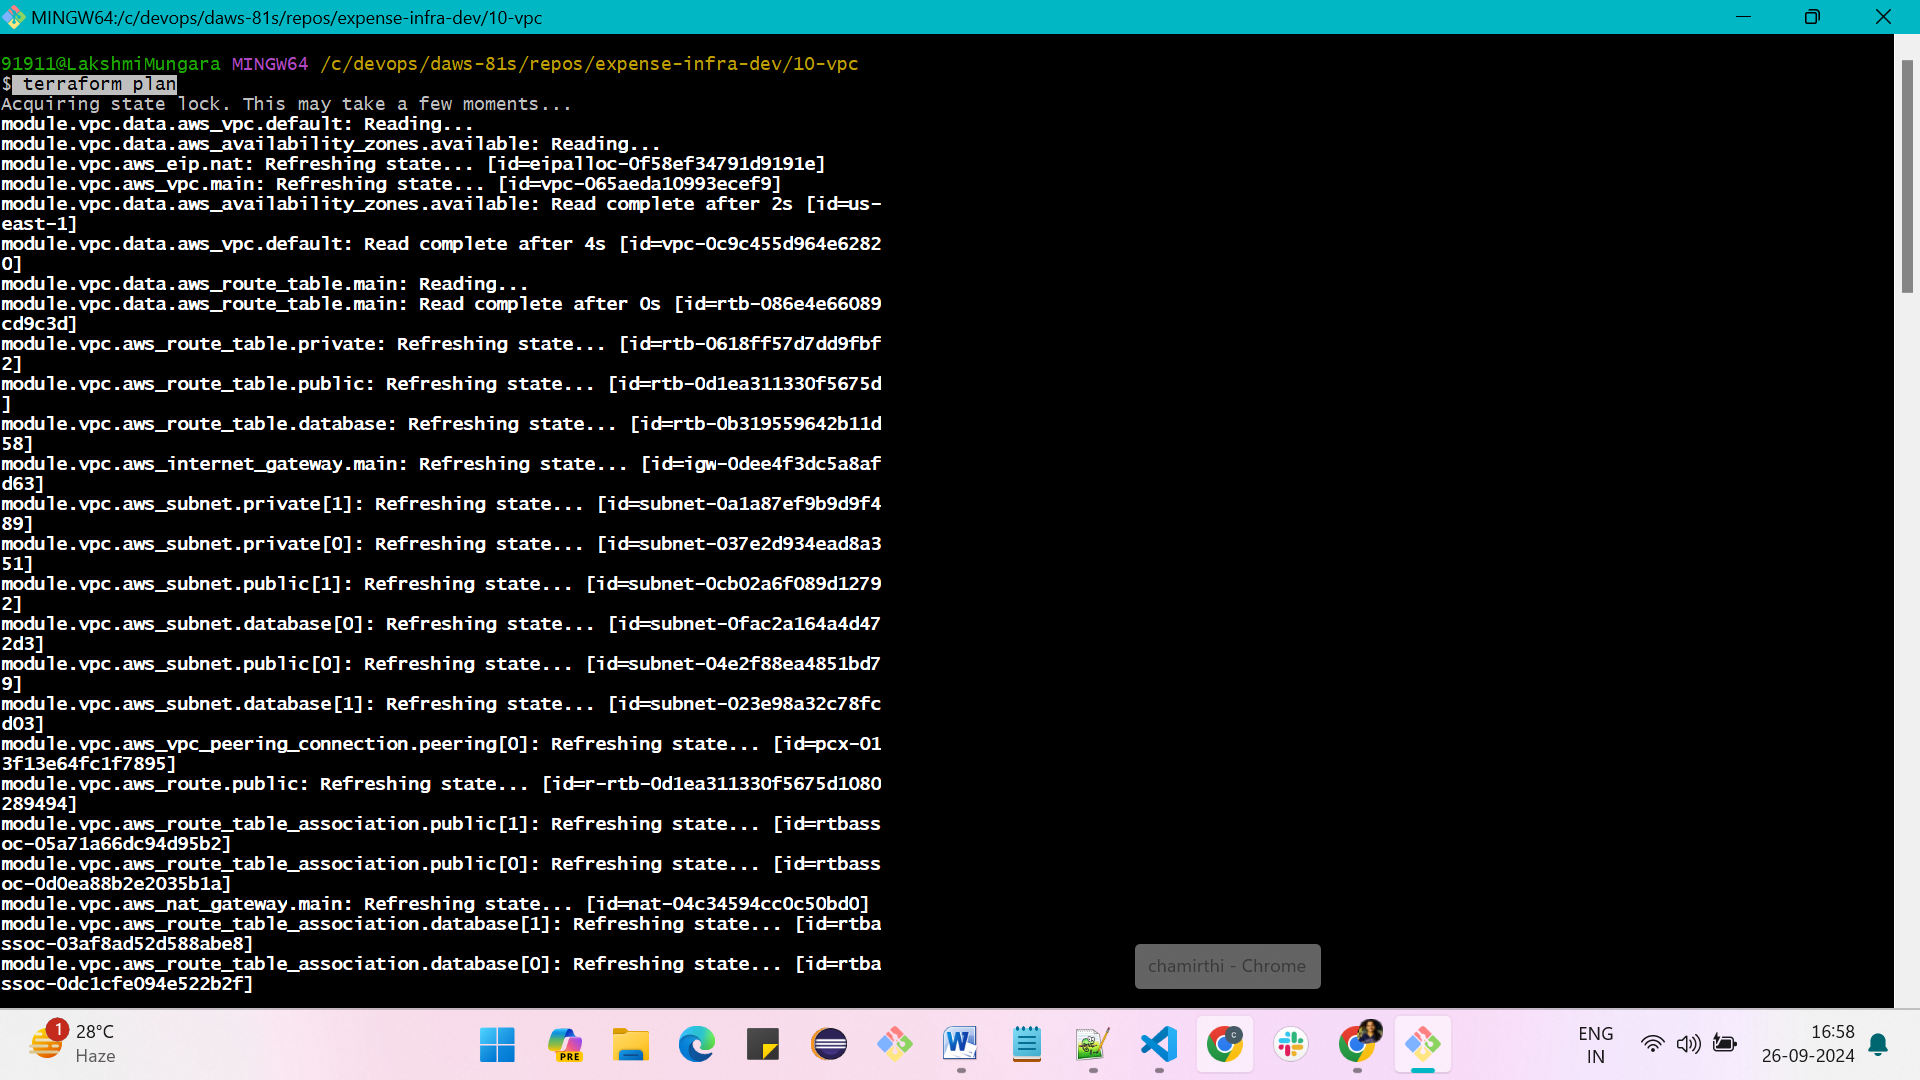 MINGW64:/c/devops/daws-81s/repos/expense-infra-dev/10-vpc
91911@LakshmiMungara MINGW64 /c/devops/daws-81s/repos/expense-infra-dev/10-vpc
$ terraform plan
Acquiring state lock. This may take a few moments...
module.vpc.data.aws_vpc.default: Reading...
module.vpc.data.aws_availability_zones.available: Reading...
module.vpc.aws_eip.nat: Refreshing state... [id=eipalloc-0f58ef34791d9191e]
module.vpc.aws_vpc.main: Refreshing state... [id=vpc-065aeda10993ecef9]
module.vpc.data.aws_availability_zones.available: Read complete after 2s [id=us-
east-1]
module.vpc.data.aws_vpc.default: Read complete after 4s [id=vpc-0c9c455d964e6282
0]
module.vpc.data.aws_route_table.main: Reading...
module.vpc.data.aws_route_table.main: Read complete after 0s [id=rtb-086e4e66089
cd9c3d]
module.vpc.aws_route_table.private: Refreshing state... [id=rtb-0618ff57d7dd9fbf
2]
module.vpc.aws_route_table.public: Refreshing state... [id=rtb-0d1ea311330f5675d
]
module.vpc.aws_route_table.database: Refreshing state... [id=rtb-0b319559642b11d
58]
module.vpc.aws_internet_gateway.main: Refreshing state... [id=igw-0dee4f3dc5a8af
d63]
module.vpc.aws_subnet.private[1]: Refreshing state... [id=subnet-0a1a87ef9b9d9f4
89]
module.vpc.aws_subnet.private[0]: Refreshing state... [id=subnet-037e2d934ead8a3
51]
module.vpc.aws_subnet.public[1]: Refreshing state... [id=subnet-0cb02a6f089d1279
2]
module.vpc.aws_subnet.database[0]: Refreshing state... [id=subnet-0fac2a164a4d47
2d3]
module.vpc.aws_subnet.public[0]: Refreshing state... [id=subnet-04e2f88ea4851bd7
9]
module.vpc.aws_subnet.database[1]: Refreshing state... [id=subnet-023e98a32c78fc
d03]
module.vpc.aws_vpc_peering_connection.peering[0]: Refreshing state... [id=pcx-01
3f13e64fc1f7895]
module.vpc.aws_route.public: Refreshing state... [id=r-rtb-0d1ea311330f5675d1080
289494]
module.vpc.aws_route_table_association.public[1]: Refreshing state... [id=rtbass
oc-05a71a66dc94d95b2]
module.vpc.aws_route_table_association.public[0]: Refreshing state... [id=rtbass
oc-0d0ea88b2e2035b1a]
module.vpc.aws_nat_gateway.main: Refreshing state... [id=nat-04c34594cc0c50bd0]
module.vpc.aws_route_table_association.database[1]: Refreshing state... [id=rtba
ssoc-03af8ad52d588abe8]
module.vpc.aws_route_table_association.database[0]: Refreshing state... [id=rtba
ssoc-0dc1cfe094e522b2f]
chamirthi - Chrome
1
28°C
Haze
PRE
W
C
ENG
IN
16:58
26-09-2024